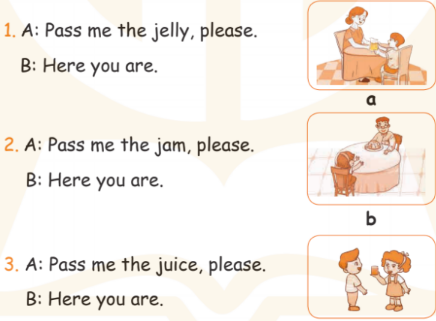 1. A: Pass me the jelly, please.
B: Here you are.
a
2. A: Pass me the jam, please.
B: Here you are.
b
3. A: Pass me the juice, please.
B: Here you are.